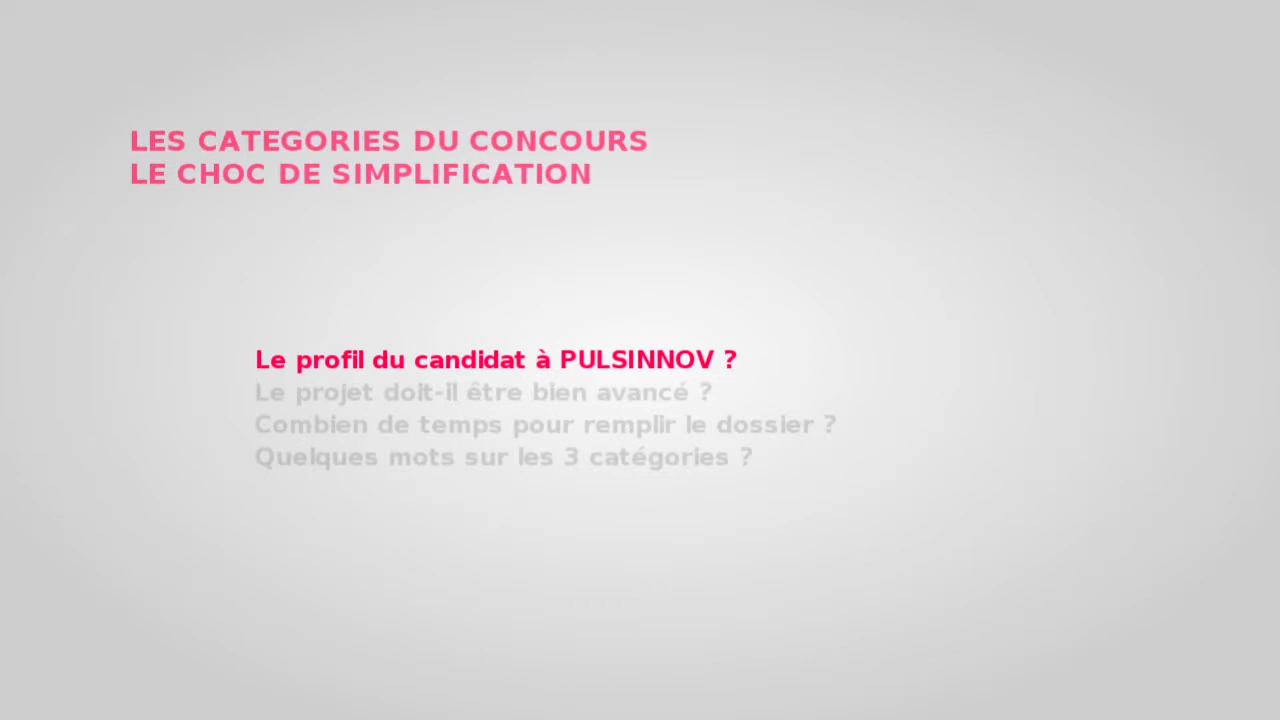 LES CATEGORIES DU CONCOURS
LE CHOC DE SIMPLIFICATION
Le profil du candidat à PULSINNOV ?
Le projet doit-il être bien avancé ?
Combien de temps pour remplir le dossier ?
Quelques mots sur les 3 catégories ?